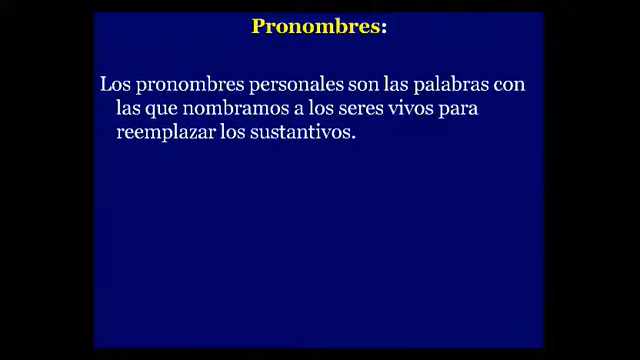 Pronombres:
Los pronombres personales son las palabras con
las que nombramos a los seres vivos para
reemplazar los sustantivos.